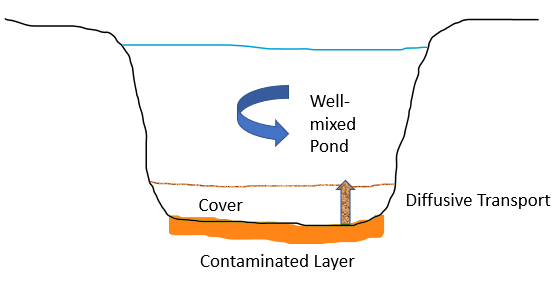 Well-
mixed
Pond
Cover
Diffusive Transport
Contaminated Layer